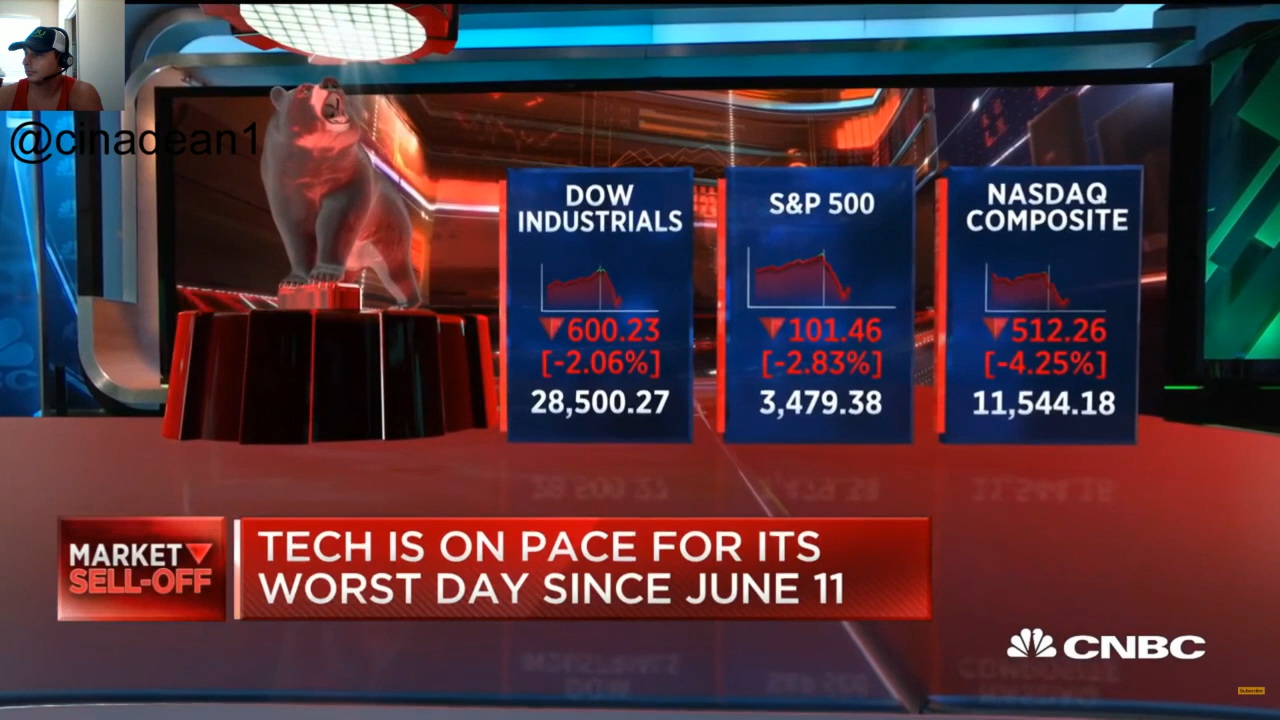 @cinadean1
DOW
INDUSTRIALS
▼600.23
[-2.06%]
28,500.27
S&P 500
▼101.46
[-2.83%]
3,479.38
NASDAQ
COMPOSITE
▼512.26
[-4.25%]
11,544.18
MARKET▼
SELL-OFF
TECH IS ON PACE FOR ITS
WORST DAY SINCE JUNE 11
CNBC
Subscribe